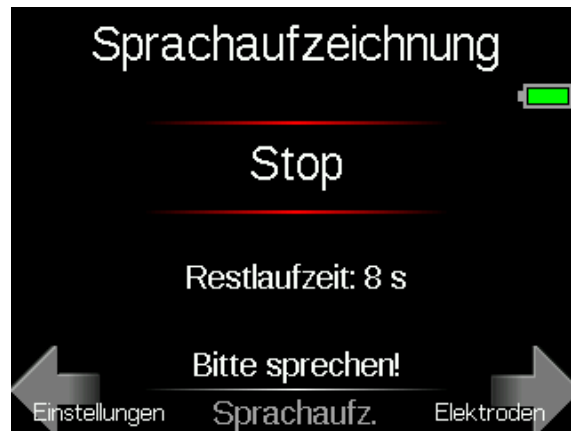 Sprachaufzeichnung
Stop
Restlaufzeit: 8 s
Bitte sprechen!
Einstellungen Sprachaufz. Elektroden